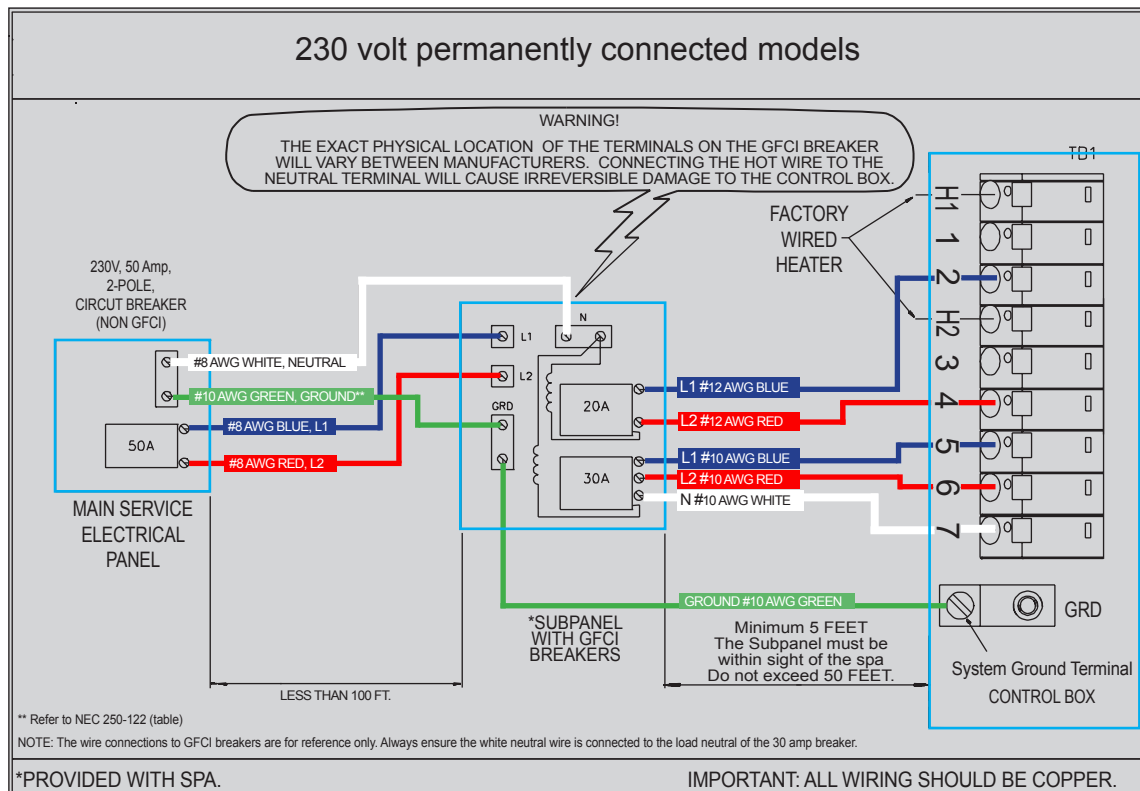 230 volt permanently connected models
WARNING!
THE EXACT PHYSICAL LOCATION OF THE TERMINALS ON THE GFCI BREAKER
WILL VARY BETWEEN MANUFACTURERS. CONNECTING THE HOT WIRE TO THE
NEUTRAL TERMINAL WILL CAUSE IRREVERSIBLE DAMAGE TO THE CONTROL BOX.
TB1
H1
1
2
H2
3
4
5
6
7
FACTORY
WIRED
HEATER
230V, 50 Amp,
2-POLE,
CIRCUT BREAKER
(NON GFCI)
#8 AWG WHITE, NEUTRAL
#10 AWG GREEN, GROUND**
#8 AWG BLUE, L1
#8 AWG RED, L2
50A
MAIN SERVICE
ELECTRICAL
PANEL
N
L1
L2
GRD
20A
30A
L1 #12 AWG BLUE
L2 #12 AWG RED
L1 #10 AWG BLUE
L2 #10 AWG RED
N #10 AWG WHITE
GROUND #10 AWG GREEN
GRD
*SUBPANEL
WITH GFCI
BREAKERS
Minimum 5 FEET
The Subpanel must be
within sight of the spa
Do not exceed 50 FEET.
System Ground Terminal
CONTROL BOX
LESS THAN 100 FT.
** Refer to NEC 250-122 (table)
NOTE: The wire connections to GFCI breakers are for reference only. Always ensure the white neutral wire is connected to the load neutral of the 30 amp breaker.
*PROVIDED WITH SPA.
IMPORTANT: ALL WIRING SHOULD BE COPPER.